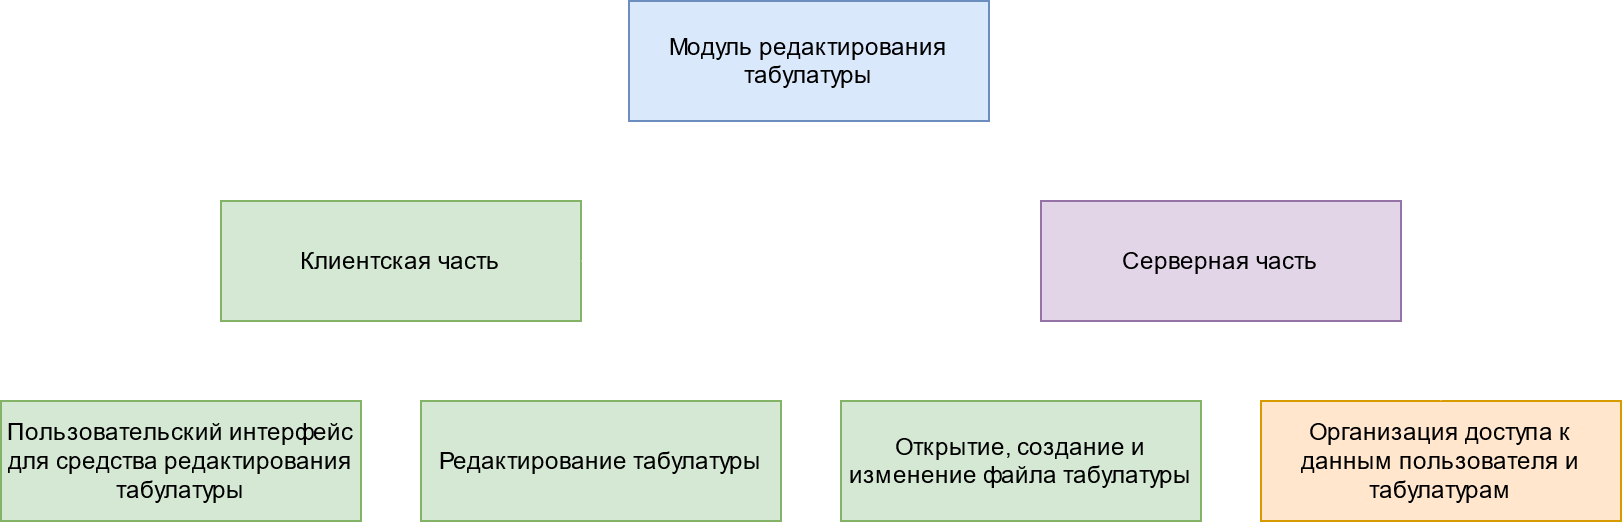 Модуль редактирования
табулатуры
Клиентская часть
Серверная часть
Пользовательский интерфейс
для средства редактирования
табулатуры
Редактирование табулатуры
Открытие, создание и
изменение файла табулатуры
Организация доступа к
данным пользователя и
табулатурам